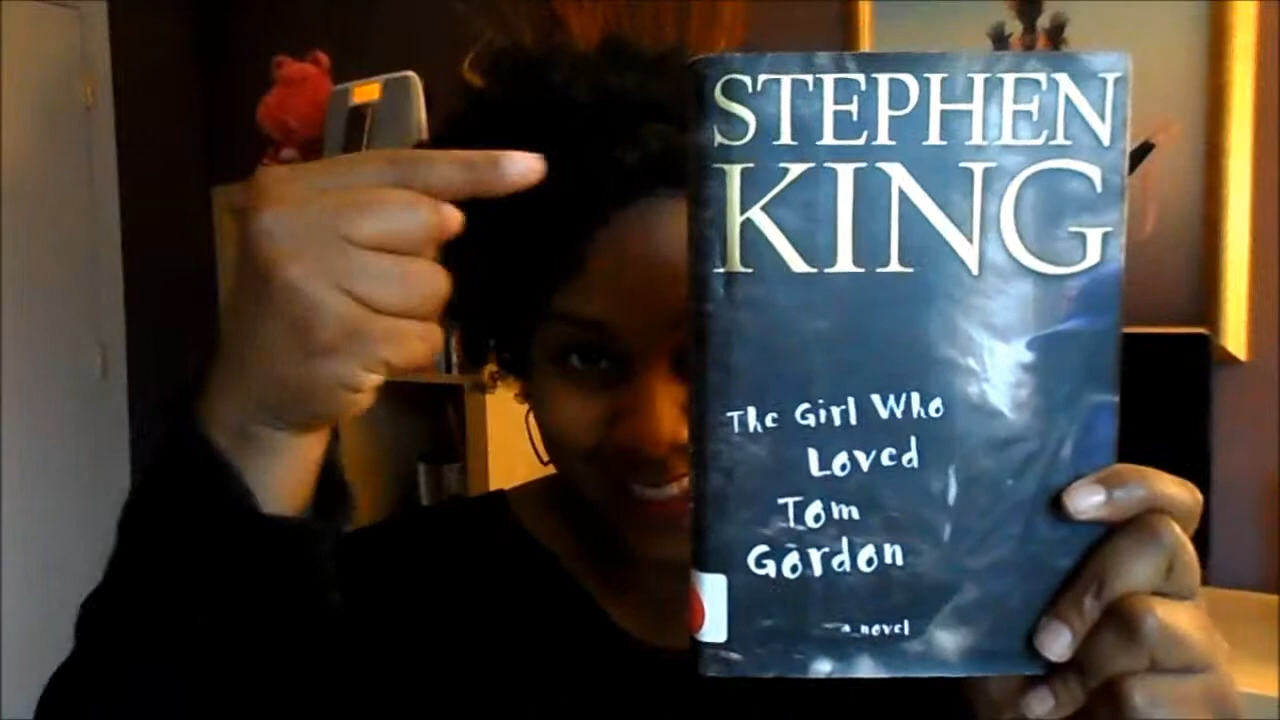 STEPHEN
KING
The Girl Who
Loved
Tom
Gordon
a novel